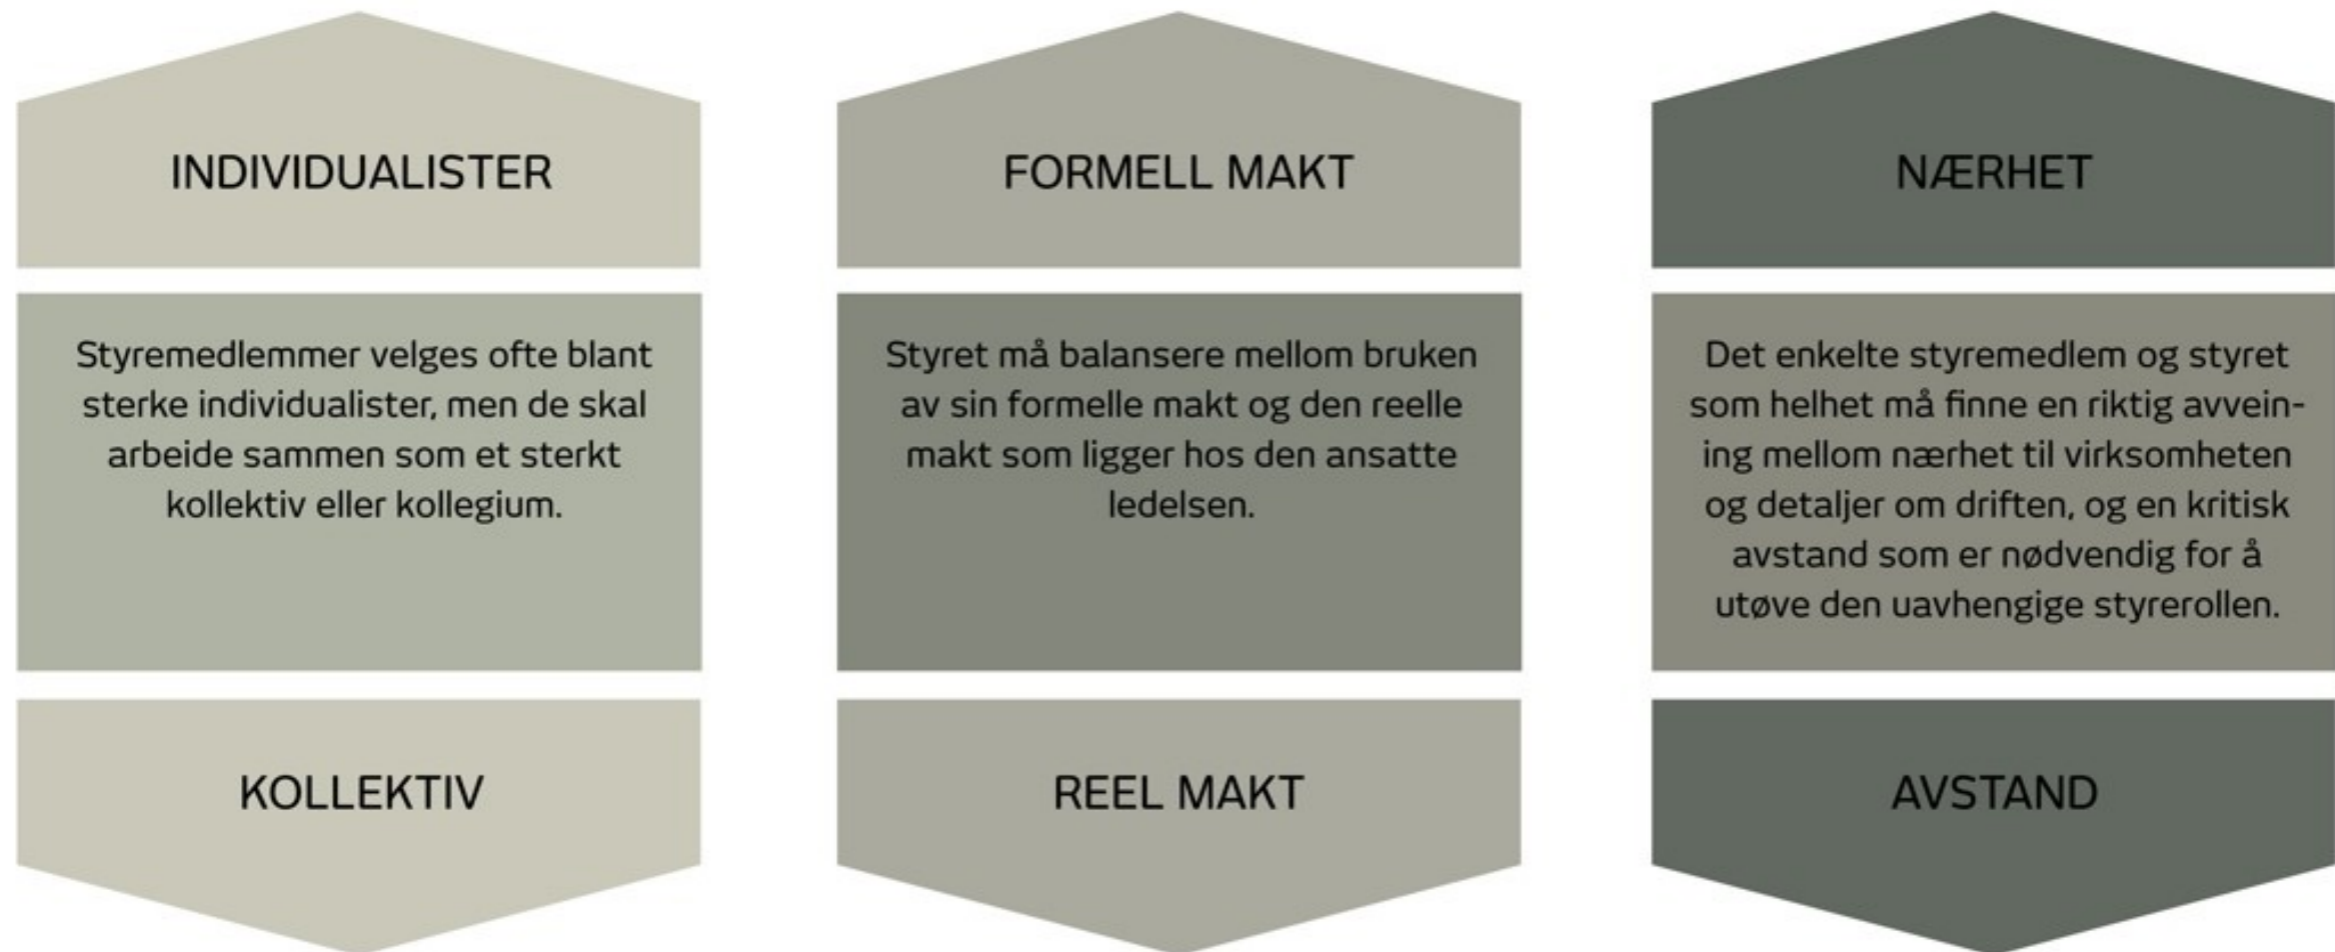 INDIVIDUALISTER
Styremedlemmer velges ofte blant
sterke individualister, men de skal
arbeide sammen som et sterkt
kollektiv eller kollegium.
KOLLEKTIV
FORMELL MAKT
Styret må balansere mellom bruken
av sin formelle makt og den reelle
makt som ligger hos den ansatte
ledelsen.
REEL MAKT
NÆRHET
Det enkelte styremedlem og styret
som helhet må finne en riktig avvein-
ing mellom nærhet til virksomheten
og detaljer om driften, og en kritisk
avstand som er nødvendig for å
utøve den uavhengige styrerollen.
AVSTAND